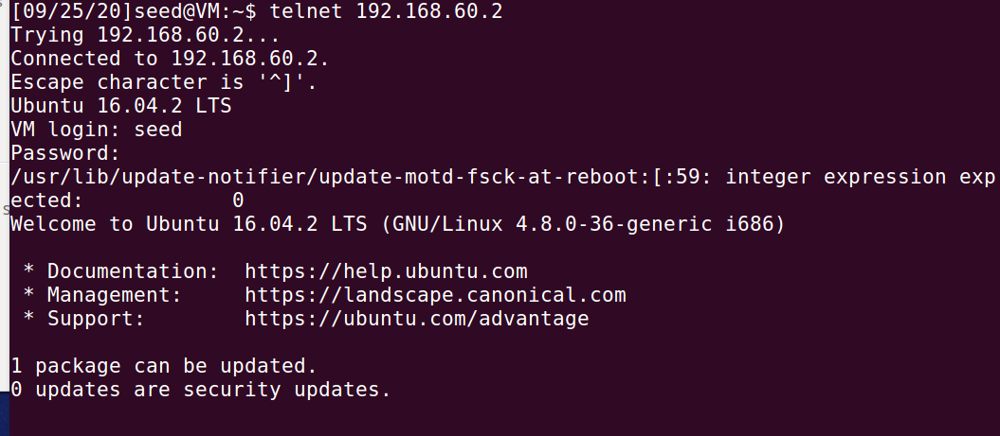 [09/25/20]seed@VM:~$ telnet 192.168.60.2
Trying 192.168.60.2...
Connected to 192.168.60.2.
Escape character is '^]'.
Ubuntu 16.04.2 LTS
VM login: seed
Password:
/usr/lib/update-notifier/update-motd-fsck-at-reboot:[:59: integer expression exp
ected:            0
Welcome to Ubuntu 16.04.2 LTS (GNU/Linux 4.8.0-36-generic i686)

 * Documentation:  https://help.ubuntu.com
 * Management:     https://landscape.canonical.com
 * Support:        https://ubuntu.com/advantage

1 package can be updated.
0 updates are security updates.